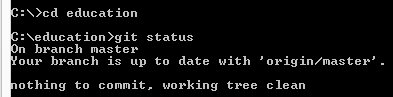 C:\>cd education
C:\education>git status
On branch master
Your branch is up to date with 'origin/master'.
nothing to commit, working tree clean